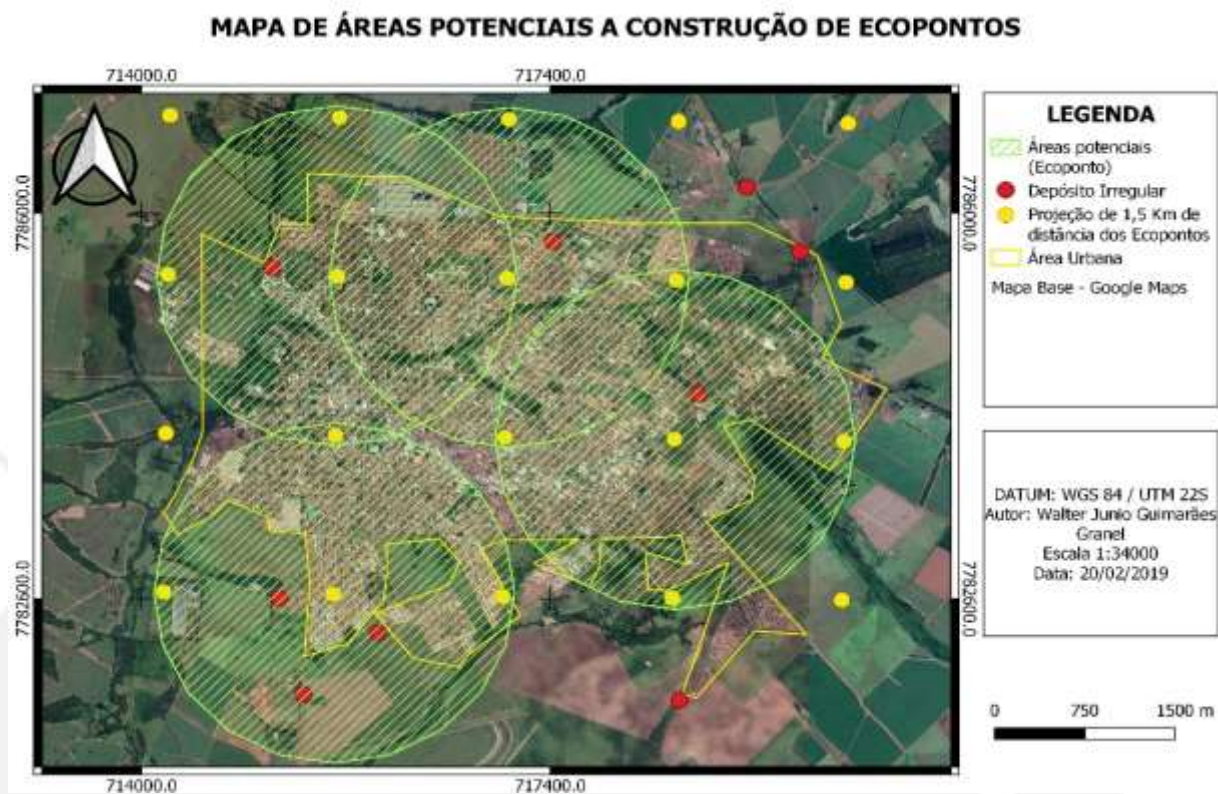 MAPA DE ÁREAS POTENCIAIS A CONSTRUÇÃO DE ECOPONTOS
714000.0
717400.0
7786000.0
7786000.0
7782600.0
7782600.0
714000.0
717400.0
LEGENDA
Áreas potenciais
(Ecoponto)
Depósito Irregular
Projeção de 1,5 Km de
distância dos Ecopontos
Área Urbana
Mapa Base - Google Maps
DATUM: WGS 84 / UTM 22S
Autor: Walter Junio Guimarães
Granel
Escala 1:34000
Data: 20/02/2019
0 750 1500 m